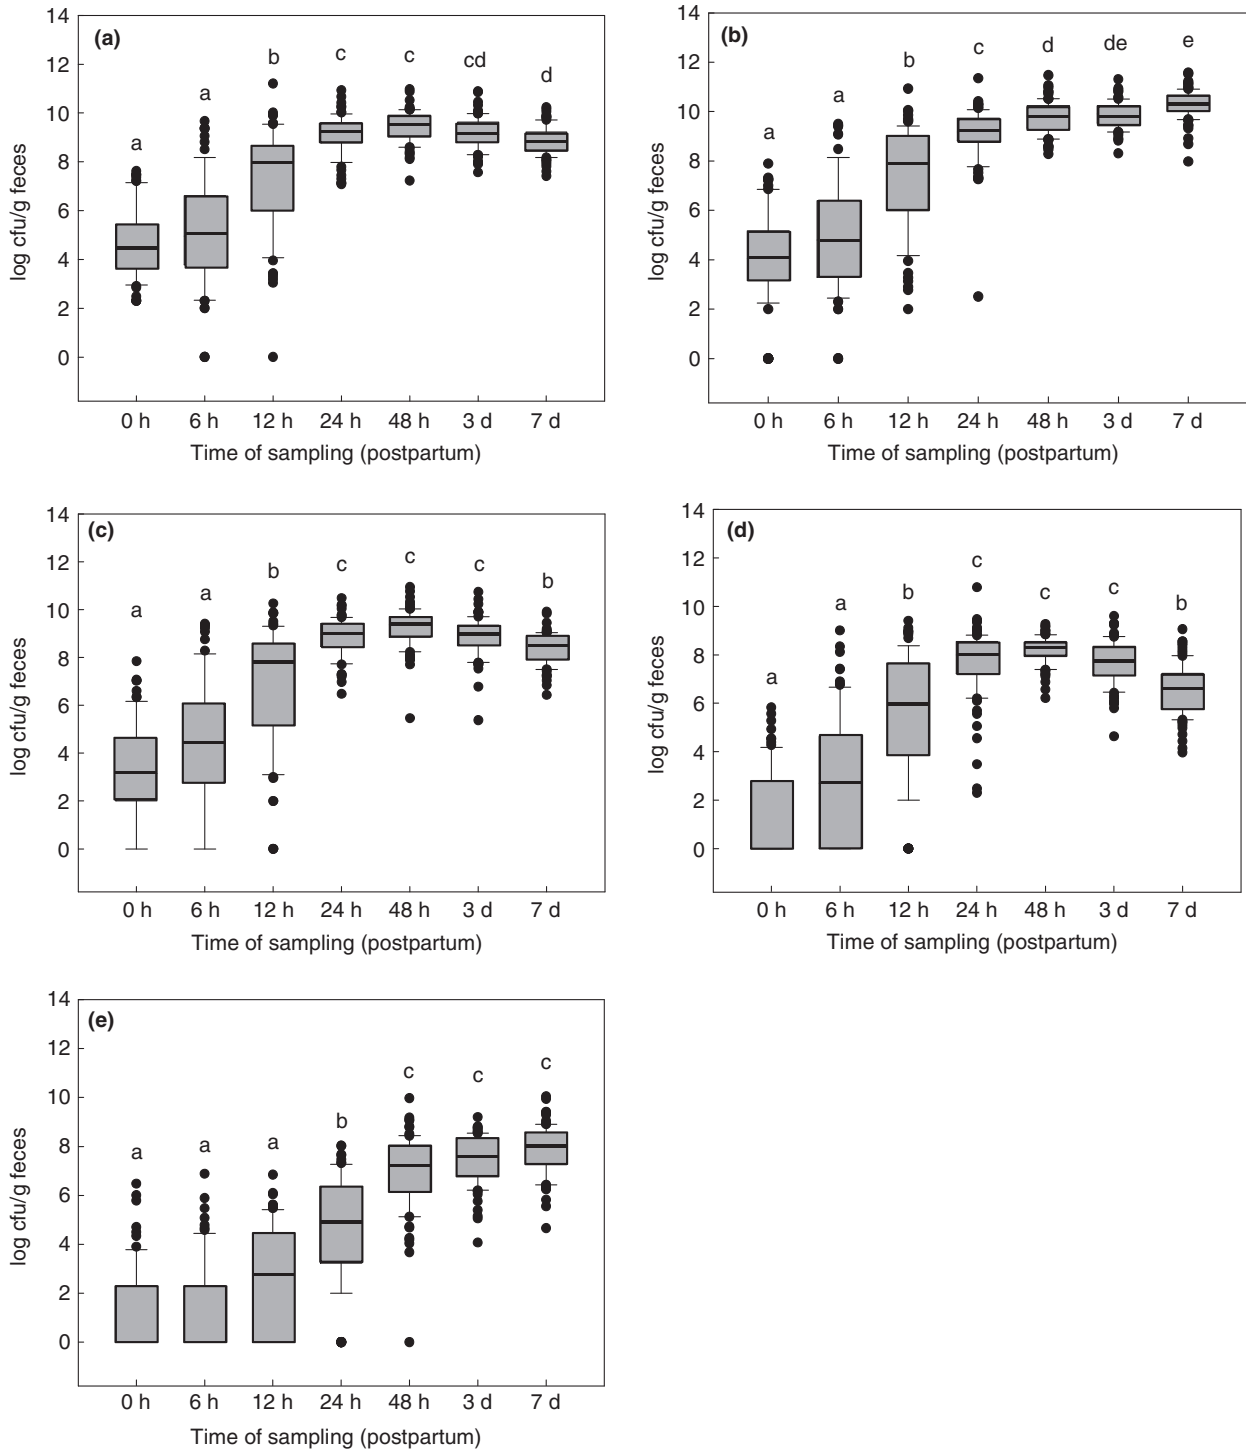 (a)
14
12
10
8
6
4
2
0
log cfu/g feces
a a b c c cd d
0 h 6 h 12 h 24 h 48 h 3 d 7 d
Time of sampling (postpartum)
(b)
14
12
10
8
6
4
2
0
log cfu/g feces
a a b c d de e
0 h 6 h 12 h 24 h 48 h 3 d 7 d
Time of sampling (postpartum)
(c)
14
12
10
8
6
4
2
0
log cfu/g feces
a a b c c c b
0 h 6 h 12 h 24 h 48 h 3 d 7 d
Time of sampling (postpartum)
(d)
14
12
10
8
6
4
2
0
log cfu/g feces
a a b c c c b
0 h 6 h 12 h 24 h 48 h 3 d 7 d
Time of sampling (postpartum)
(e)
14
12
10
8
6
4
2
0
log cfu/g feces
a a a b c c c
0 h 6 h 12 h 24 h 48 h 3 d 7 d
Time of sampling (postpartum)